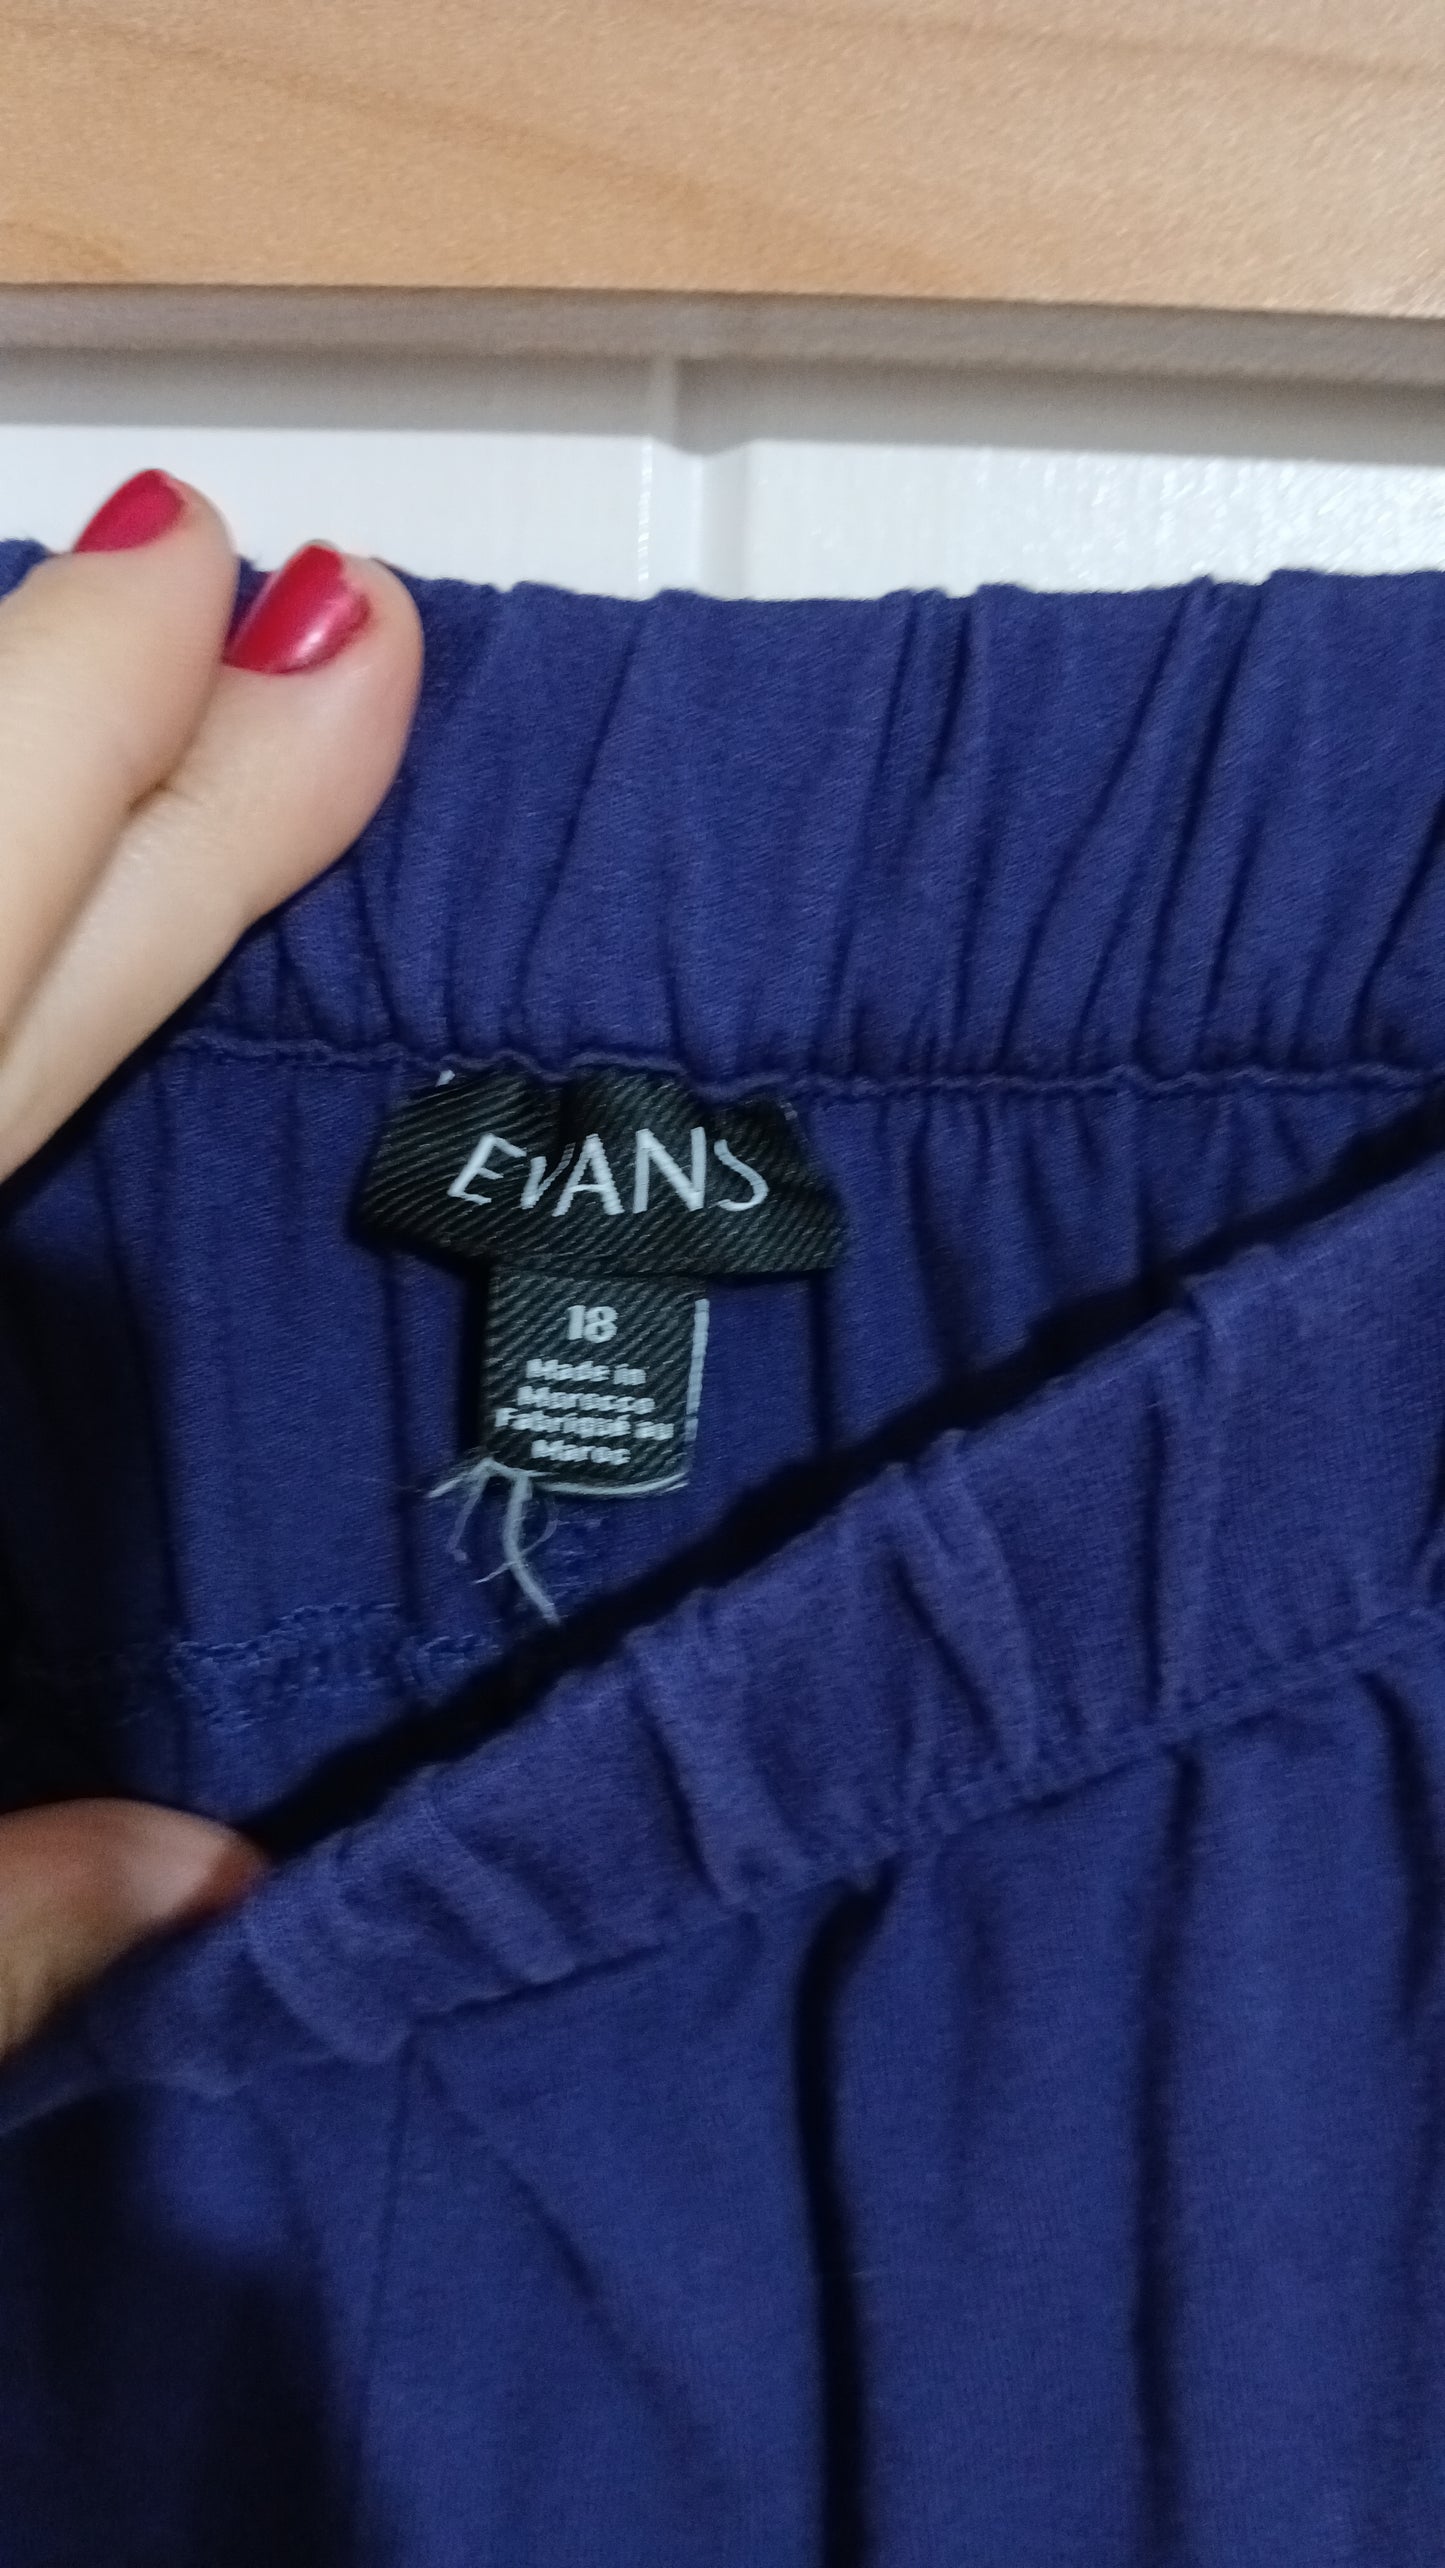 EVANS
18
Made in
Morocco
Fabriqué au
Maroc